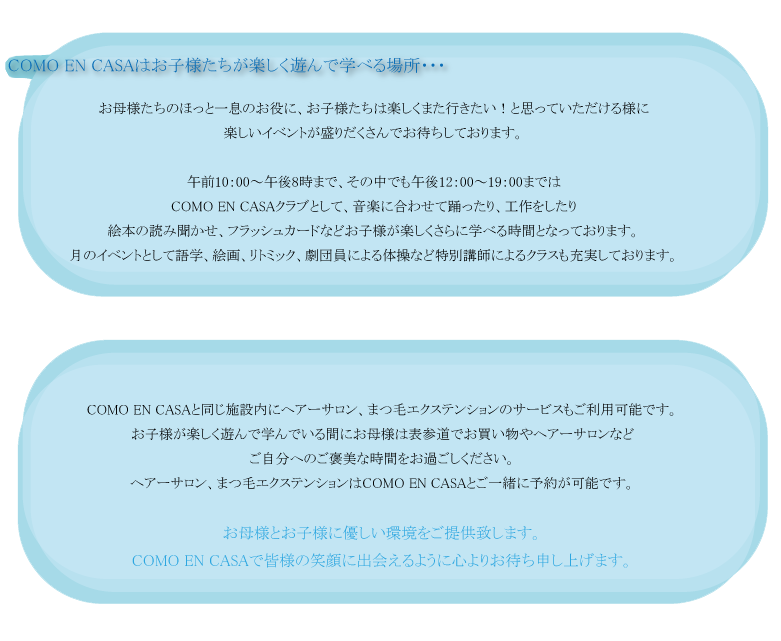 COMO EN CASAはお子様たちが楽しく遊んで学べる場所・・・
お母様たちのほっと一息のお役に、お子様たちは楽しくまた行きたい！と思っていただける様に
楽しいイベントが盛りだくさんでお待ちしております。
午前10：00～午後8時まで、その中でも午後12：00～19：00までは
COMO EN CASAクラブとして、音楽に合わせて踊ったり、工作をしたり
絵本の読み聞かせ、フラッシュカードなどお子様が楽しくさらに学べる時間となっております。
月のイベントとして語学、絵画、リトミック、劇団員による体操など特別講師によるクラスも充実しております。
COMO EN CASAと同じ施設内にヘアーサロン、まつ毛エクステンションのサービスもご利用可能です。
お子様が楽しく遊んで学んでいる間にお母様は表参道でお買い物やヘアーサロンなど
ご自分へのご褒美な時間をお過ごしください。
ヘアーサロン、まつ毛エクステンションはCOMO EN CASAとご一緒に予約が可能です。
お母様とお子様に優しい環境をご提供致します。
COMO EN CASAで皆様の笑顔に出会えるように心よりお待ち申し上げます。